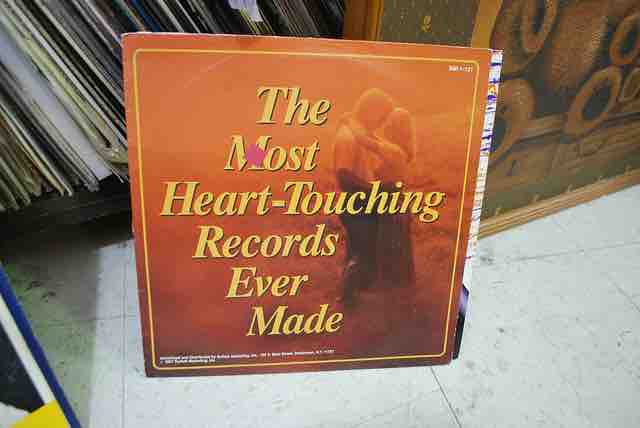 The
Most
Heart-Touching
Records
Ever
Made